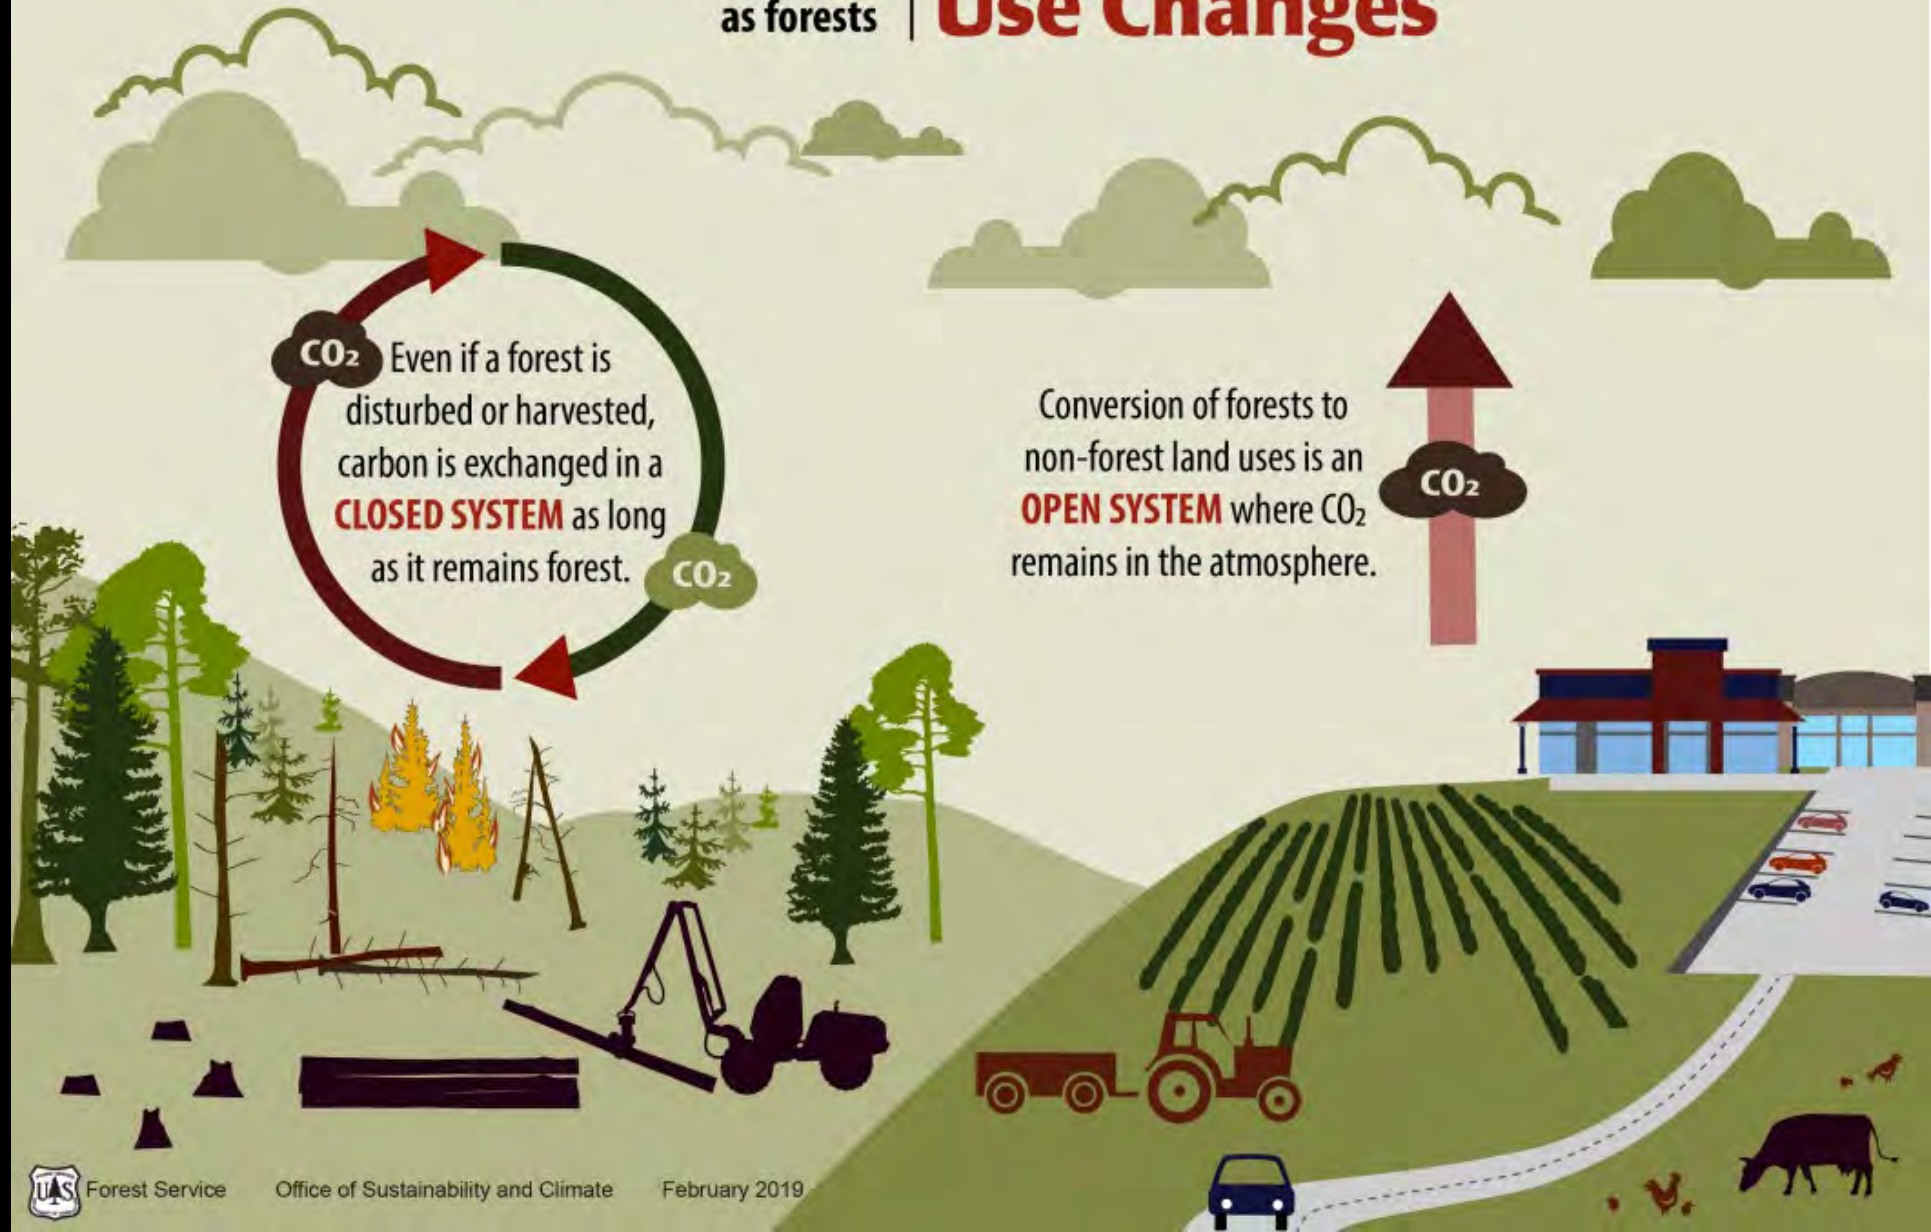 as forests
Use Changes
CO₂
Even if a forest is
disturbed or harvested,
carbon is exchanged in a
CLOSED SYSTEM as long
as it remains forest.
CO₂
Conversion of forests to
non-forest land uses is an
OPEN SYSTEM where CO₂
remains in the atmosphere.
CO₂
UAS
Forest Service
Office of Sustainability and Climate
February 2019